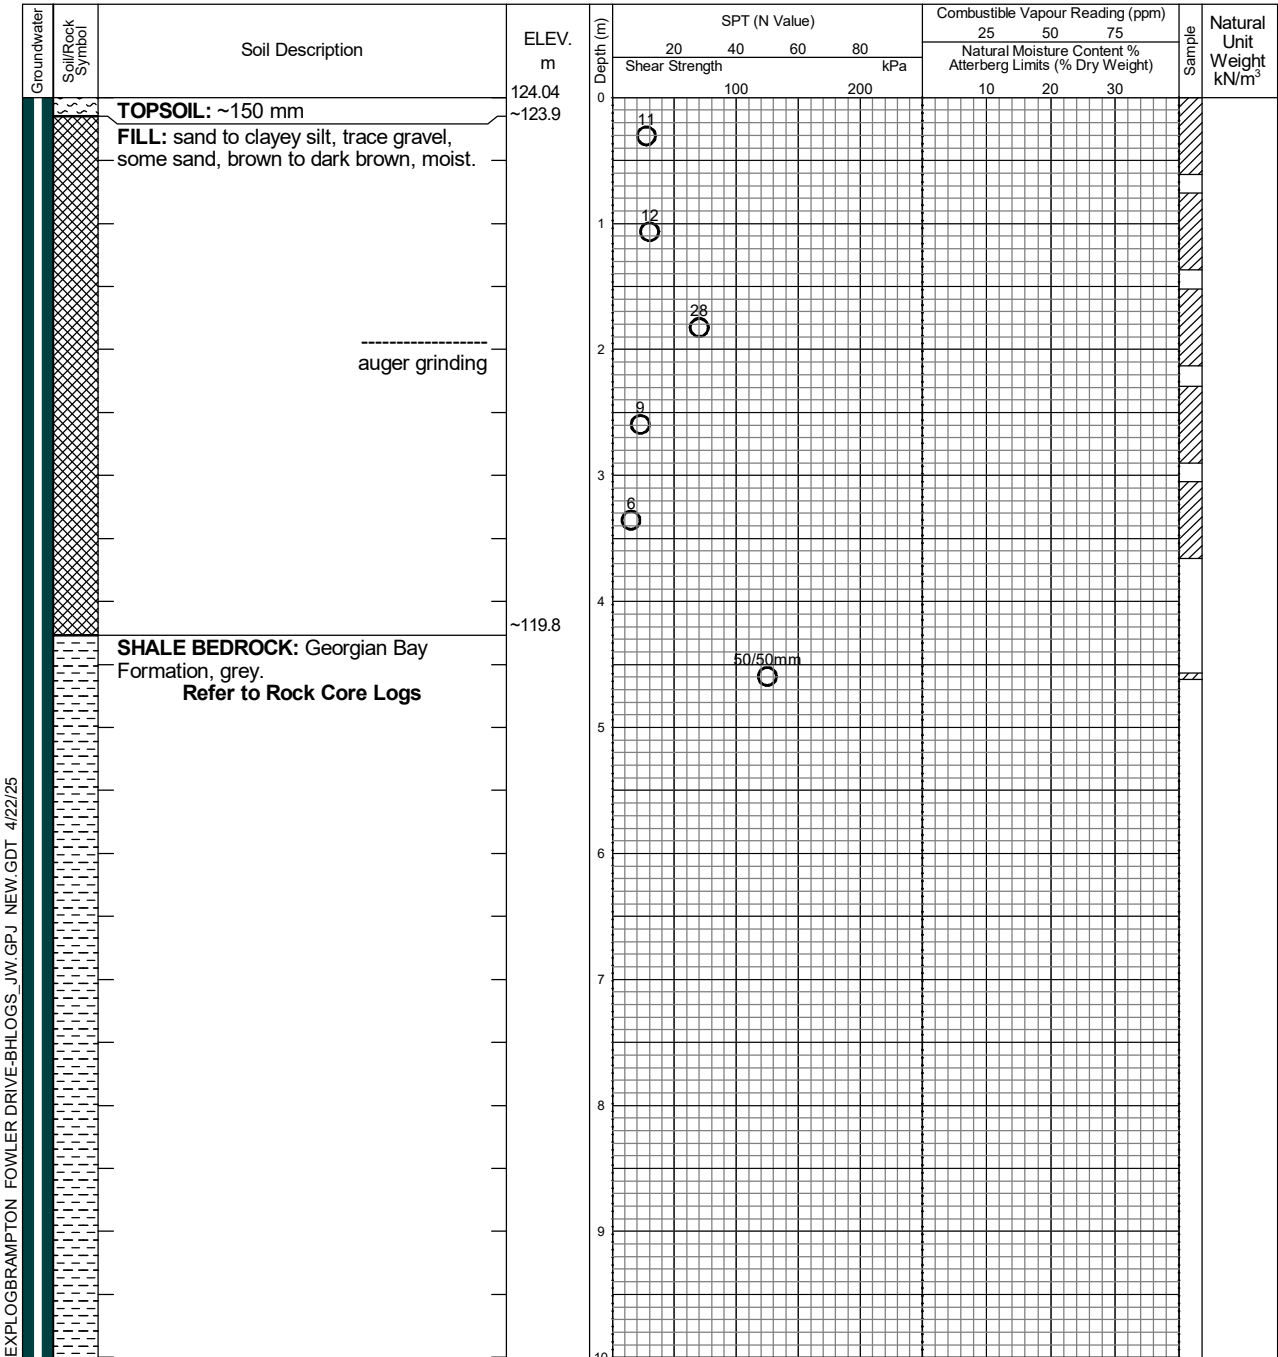 Groundwater
Soil/Rock
Symbol
Soil Description
ELEV.
m
Depth (m)
SPT (N Value)
20 40 60 80
Shear Strength kPa
100 200
Combustible Vapour Reading (ppm)
25 50 75
Natural Moisture Content %
Atterberg Limits (% Dry Weight)
10 20 30
Sample
Natural
Unit
Weight
kN/m³
124.04
0
TOPSOIL: ~150 mm
~123.9
FILL: sand to clayey silt, trace gravel,
some sand, brown to dark brown, moist.
11
1
12
28
2
auger grinding
9
3
6
4
~119.8
SHALE BEDROCK: Georgian Bay
Formation, grey.
Refer to Rock Core Logs
50/50mm
5
6
7
8
9
10
EXPLOGBRAMPTON FOWLER DRIVE-BHLOGS_JW.GPJ NEW.GDT 4/22/25